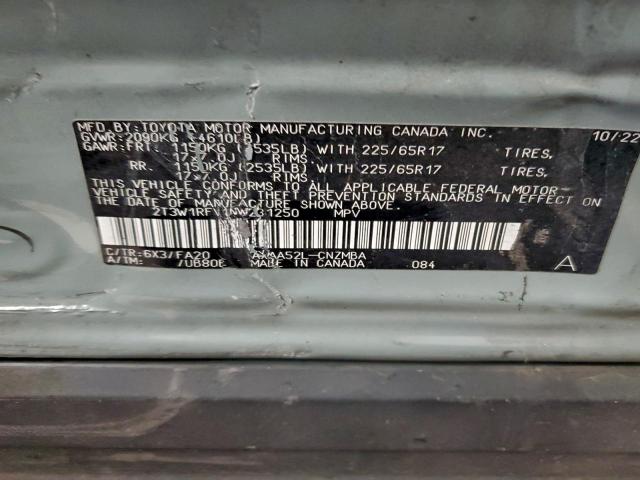 MFD. BY: TOYOTA MOTOR MANUFACTURING CANADA INC. 10/22
GVWR: 2090KG (4610LB)
GAWR: FRT. 1150KG (2535LB) WITH 225/65R17 TIRES,
17X7.0J RIMS
RR. 1150KG (2535LB) WITH 225/65R17 TIRES,
17X7.0J RIMS
THIS VEHICLE CONFORMS TO ALL APPLICABLE FEDERAL MOTOR
VEHICLE SAFETY AND THEFT PREVENTION STANDARDS IN EFFECT ON
THE DATE OF MANUFACTURE SHOWN ABOVE.
MPV
C/TR: 6X3/FA20
A/TM: MADE IN CANADA 084 A